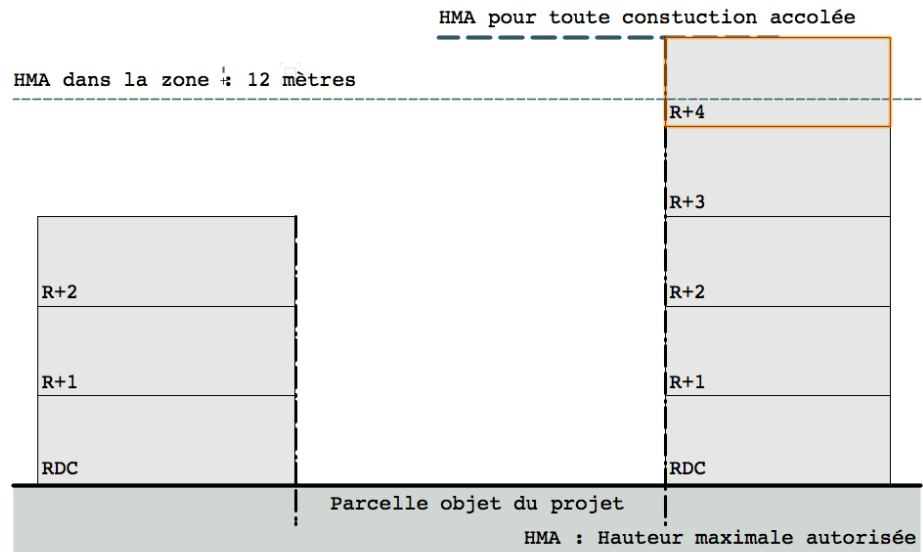 HMA pour toute constuction accolée
HMA dans la zone : 12 mètres
R+4
R+3
R+2
R+2
R+1
R+1
RDC
RDC
Parcelle objet du projet
HMA : Hauteur maximale autorisée